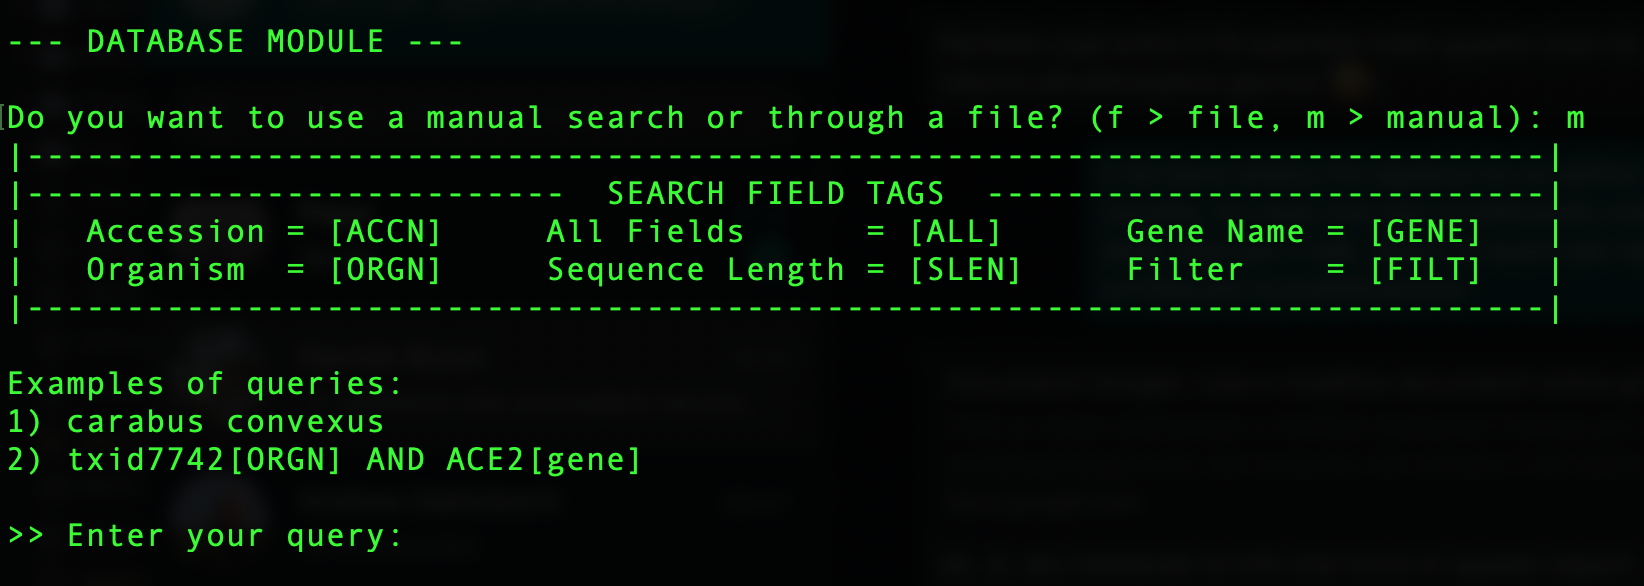 --- DATABASE MODULE ---
Do you want to use a manual search or through a file? (f > file, m > manual): m
|----------------------------------------------------------------------------|
|--------------------------- SEARCH FIELD TAGS ----------------------------|
| Accession = [ACCN] All Fields = [ALL] Gene Name = [GENE] |
| Organism = [ORGN] Sequence Length = [SLEN] Filter = [FILT] |
|----------------------------------------------------------------------------|
Examples of queries:
1) carabus convexus
2) txid7742[ORGN] AND ACE2[gene]
>> Enter your query: